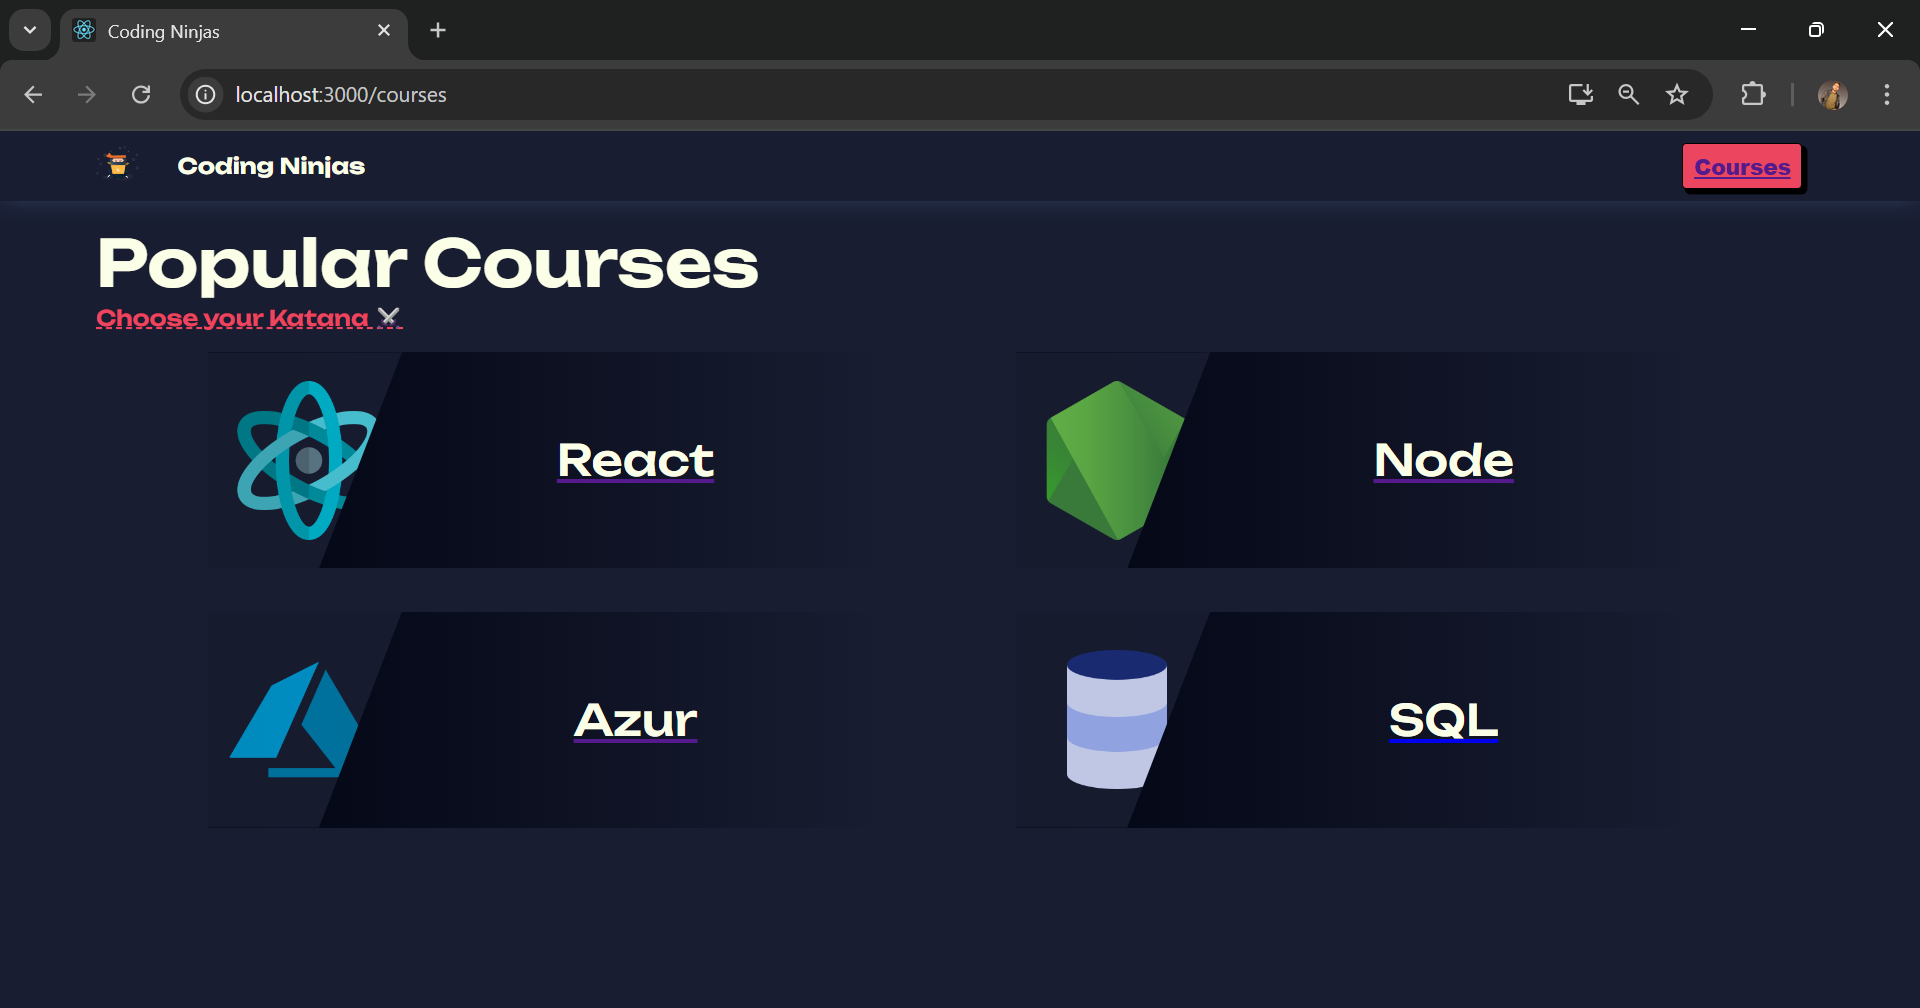 Coding Ninjas
localhost:3000/courses
Coding Ninjas
Courses
Popular Courses
Choose your Katana ⚔️
React
Node
Azur
SQL